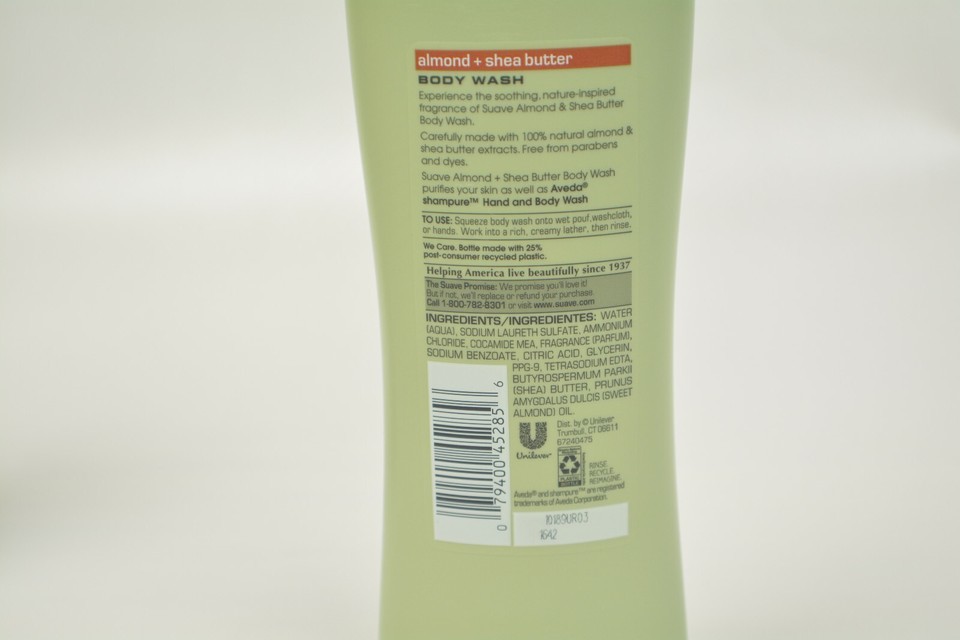 almond + shea butter
BODY WASH
Experience the soothing, nature-inspired
fragrance of Suave Almond & Shea Butter
Body Wash.
Carefully made with 100% natural almond &
shea butter extracts. Free from parabens
and dyes.
Suave Almond + Shea Butter Body Wash
purifies your skin as well as Aveda®
shampure™ Hand and Body Wash
TO USE: Squeeze body wash onto wet pouf, washcloth,
or hands. Work into a rich, creamy lather, then rinse.
We Care. Bottle made with 25%
post-consumer recycled plastic.
Helping America live beautifully since 1937
The Suave Promise: We promise you'll love it!
But if not, we'll replace or refund your purchase.
Call 1-800-782-8301 or visit www.suave.com
INGREDIENTS/INGREDIENTES: WATER
(AQUA), SODIUM LAURETH SULFATE, AMMONIUM
CHLORIDE, COCAMIDE MEA, FRAGRANCE (PARFUM),
SODIUM BENZOATE, CITRIC ACID, GLYCERIN,
PPG-9, TETRASODIUM EDTA,
BUTYROSPERMUM PARKII
(SHEA) BUTTER, PRUNUS
AMYGDALUS DULCIS (SWEET
ALMOND) OIL.
0 79400 45285 6
Unilever
Dist. by © Unilever
Trumbull, CT 06611
67240475
PLASTIC
BOTTLE
RINSE.
RECYCLE.
REIMAGINE.
Aveda® and shampure™ are registered
trademarks of Aveda Corporation.
10189UR03
1642